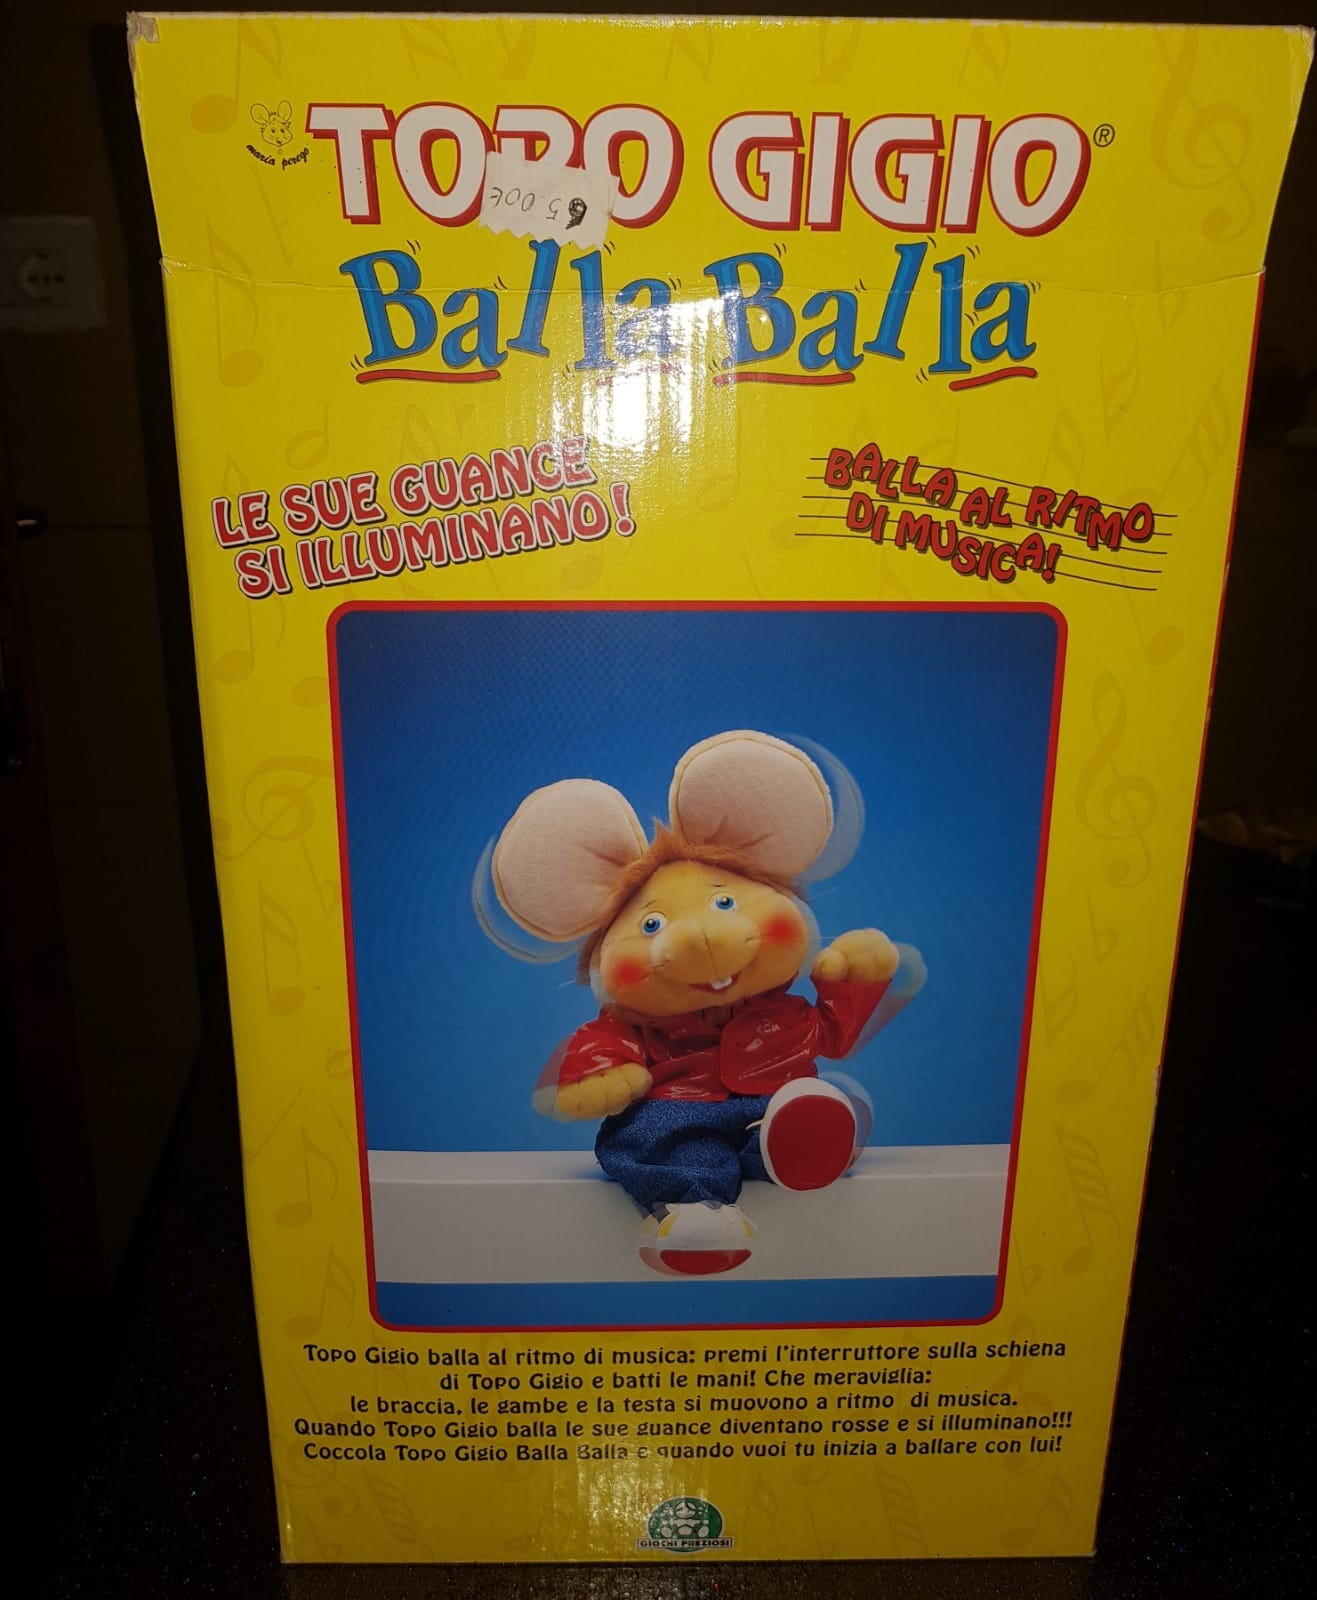 maria perego
TOPO GIGIO®
5.00€
Balla Balla
LE SUE GUANCE
SI ILLUMINANO!
BALLA AL RITMO
DI MUSICA!
Topo Gigio balla al ritmo di musica: premi l'interruttore sulla schiena
di Topo Gigio e batti le mani! Che meraviglia:
le braccia, le gambe e la testa si muovono a ritmo di musica.
Quando Topo Gigio balla le sue guance diventano rosse e si illuminano!!!
Coccola Topo Gigio Balla Balla e quando vuoi tu inizia a ballare con lui!
GIOCHI PREZIOSI